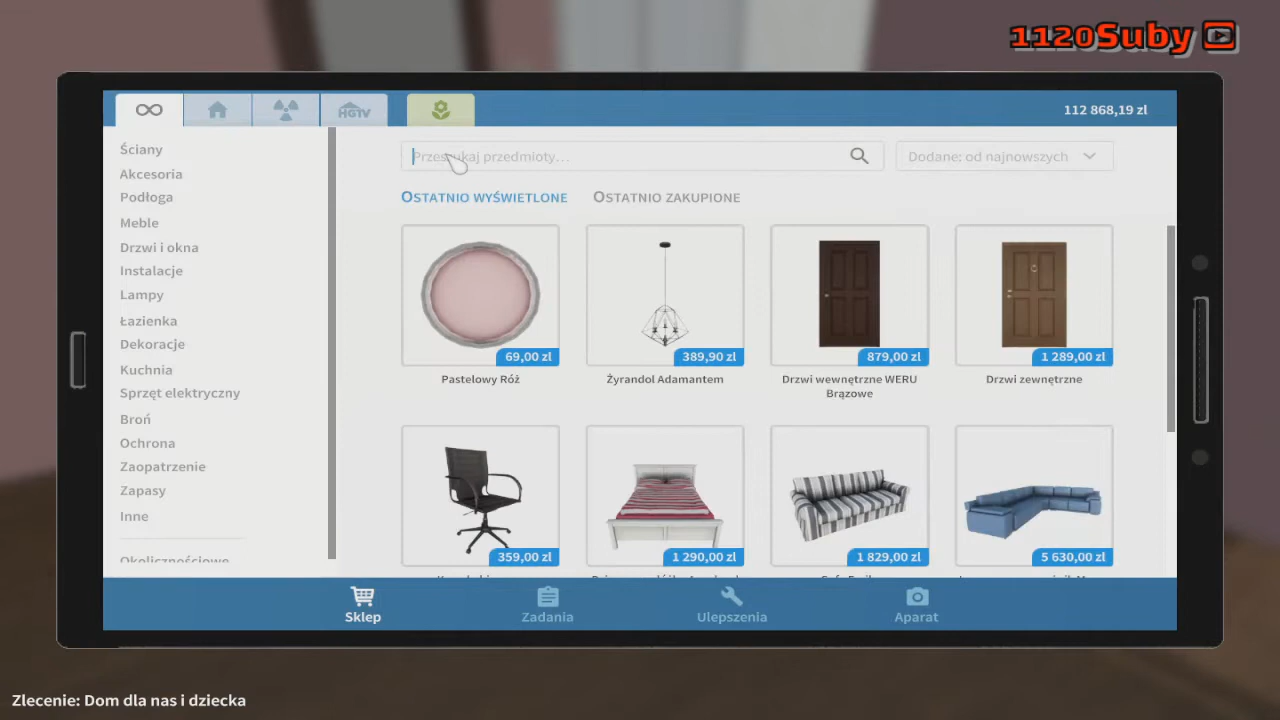 1120Suby
HGTV
112 868,19 zł
Ściany
Akcesoria
Podłoga
Meble
Drzwi i okna
Instalacje
Lampy
Łazienka
Dekoracje
Kuchnia
Sprzęt elektryczny
Broń
Ochrona
Zaopatrzenie
Zapasy
Inne
Okolicznościowe
Przeszukaj przedmioty...
Dodane: od najnowszych
OSTATNIO WYŚWIETLONE
OSTATNIO ZAKUPIONE
69,00 zł
389,90 zł
879,00 zł
1 289,00 zł
Pastelowy Róż
Żyrandol Adamantem
Drzwi wewnętrzne WERU
Brązowe
Drzwi zewnętrzne
359,00 zł
1 290,00 zł
1 829,00 zł
5 630,00 zł
Sklep
Zadania
Ulepszenia
Aparat
Zlecenie: Dom dla nas i dziecka